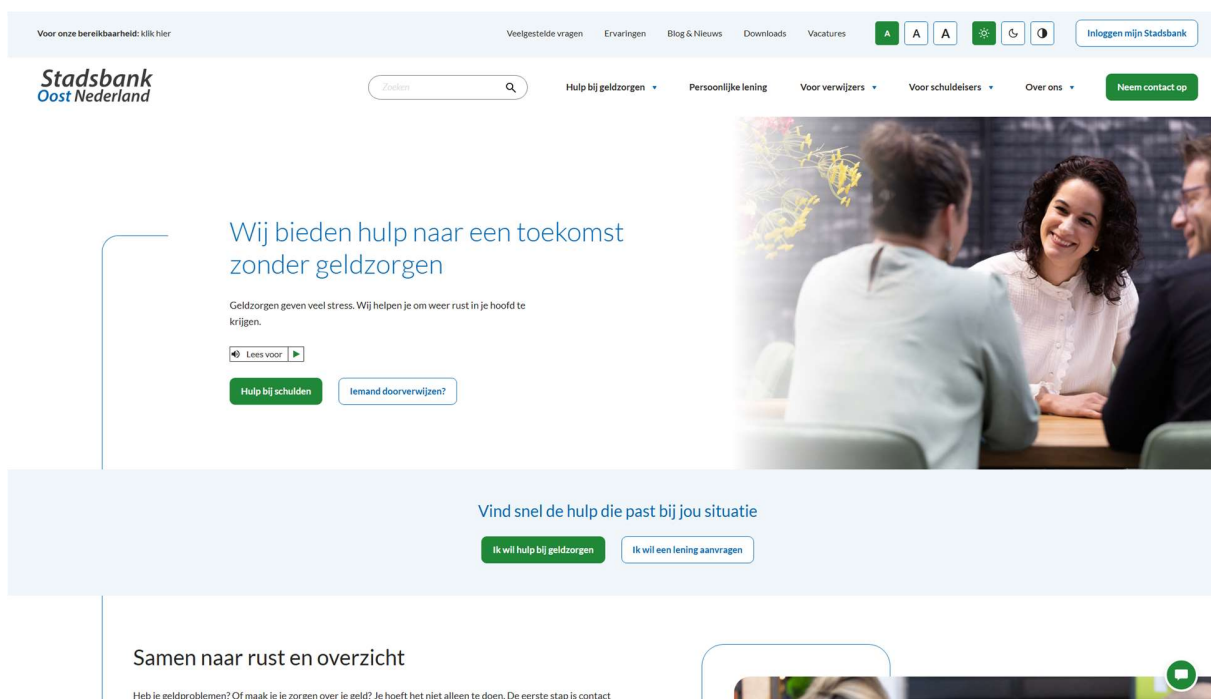 Voor onze bereikbaarheid: klik hier
Veelgestelde vragen
Ervaringen
Blog & Nieuws
Downloads
Vacatures
A
A
A
Inloggen mijn Stadsbank
Stadsbank
Oost Nederland
Zoeken
Hulp bij geldzorgen
Persoonlijke lening
Voor verwijzers
Voor schuldeisers
Over ons
Neem contact op
Wij bieden hulp naar een toekomst
zonder geldzorgen
Geldzorgen geven veel stress. Wij helpen je om weer rust in je hoofd te
krijgen.
Lees voor
Hulp bij schulden
Iemand doorverwijzen?
Vind snel de hulp die past bij jou situatie
Ik wil hulp bij geldzorgen
Ik wil een lening aanvragen
Samen naar rust en overzicht
Heb je geldproblemen? Of maak je je zorgen over je geld? Je hoeft het niet alleen te doen. De eerste stap is contact